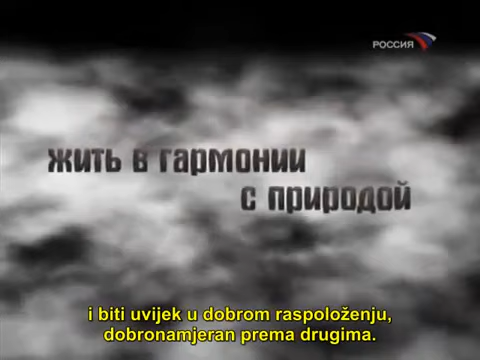 РОССИЯ
жить в гармонии
с природой
i biti uvijek u dobrom raspoloženju,
dobronamjeran prema drugima.